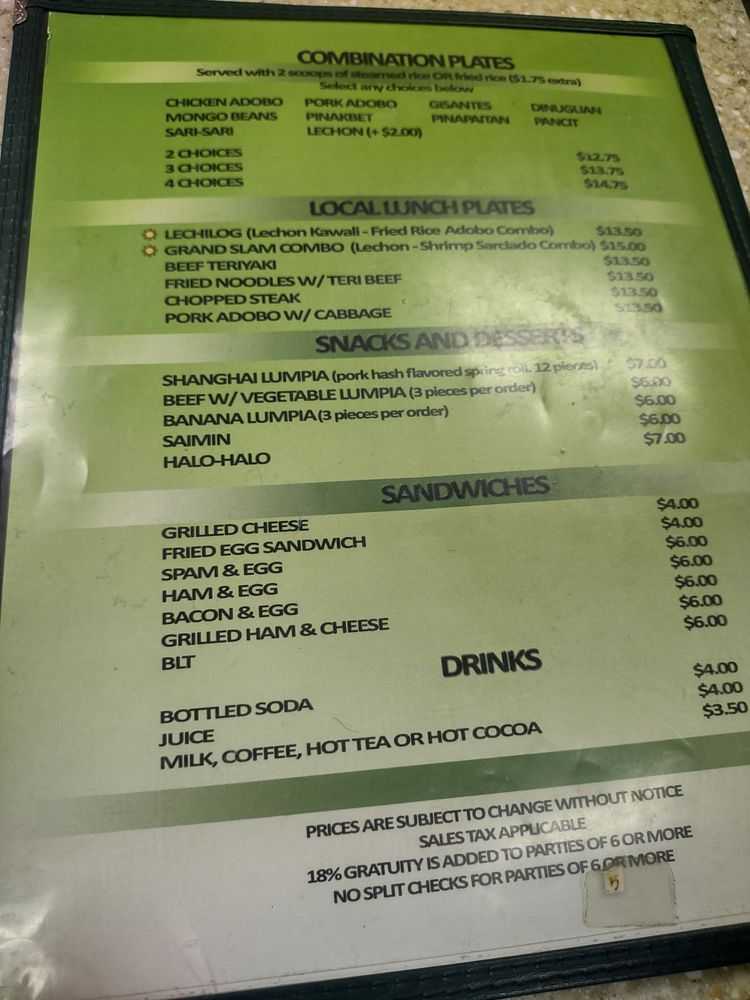 COMBINATION PLATES
Served with 2 scoops of steamed rice OR fried rice ($1.75 extra)
Select any choices below
CHICKEN ADOBO PORK ADOBO GISANTES DINUGUAN
MONGO BEANS PINAKBET PINAPAITAN PANCIT
SARI-SARI LECHON (+ $2.00)
2 CHOICES $12.75
3 CHOICES $13.75
4 CHOICES $14.75
LOCAL LUNCH PLATES
LECHILOG (Lechon Kawali - Fried Rice Adobo Combo) $13.50
GRAND SLAM COMBO (Lechon - Shrimp Sarciado Combo) $15.00
BEEF TERIYAKI $13.50
FRIED NOODLES W/ TERI BEEF $13.50
CHOPPED STEAK $13.50
PORK ADOBO W/ CABBAGE $13.50
SNACKS AND DESSERTS
SHANGHAI LUMPIA (pork hash flavored spring roll, 12 pieces) $7.00
BEEF W/ VEGETABLE LUMPIA (3 pieces per order) $6.00
BANANA LUMPIA (3 pieces per order) $6.00
SAIMIN $6.00
HALO-HALO $7.00
SANDWICHES
GRILLED CHEESE $4.00
FRIED EGG SANDWICH $4.00
SPAM & EGG $6.00
HAM & EGG $6.00
BACON & EGG $6.00
GRILLED HAM & CHEESE $6.00
BLT $6.00
DRINKS
BOTTLED SODA $4.00
JUICE $4.00
MILK, COFFEE, HOT TEA OR HOT COCOA $3.50
PRICES ARE SUBJECT TO CHANGE WITHOUT NOTICE
SALES TAX APPLICABLE
18% GRATUITY IS ADDED TO PARTIES OF 6 OR MORE
NO SPLIT CHECKS FOR PARTIES OF 6 OR MORE
5